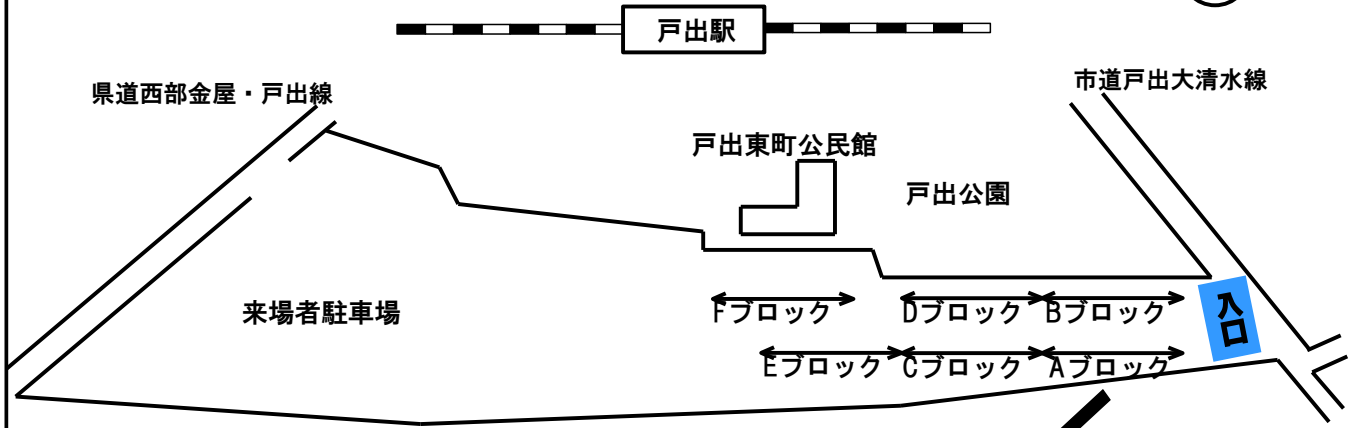 戸出駅
県道西部金屋・戸出線
市道戸出大清水線
戸出東町公民館
戸出公園
来場者駐車場
Fブロック
Dブロック
Bブロック
入口
Eブロック
Cブロック
Aブロック